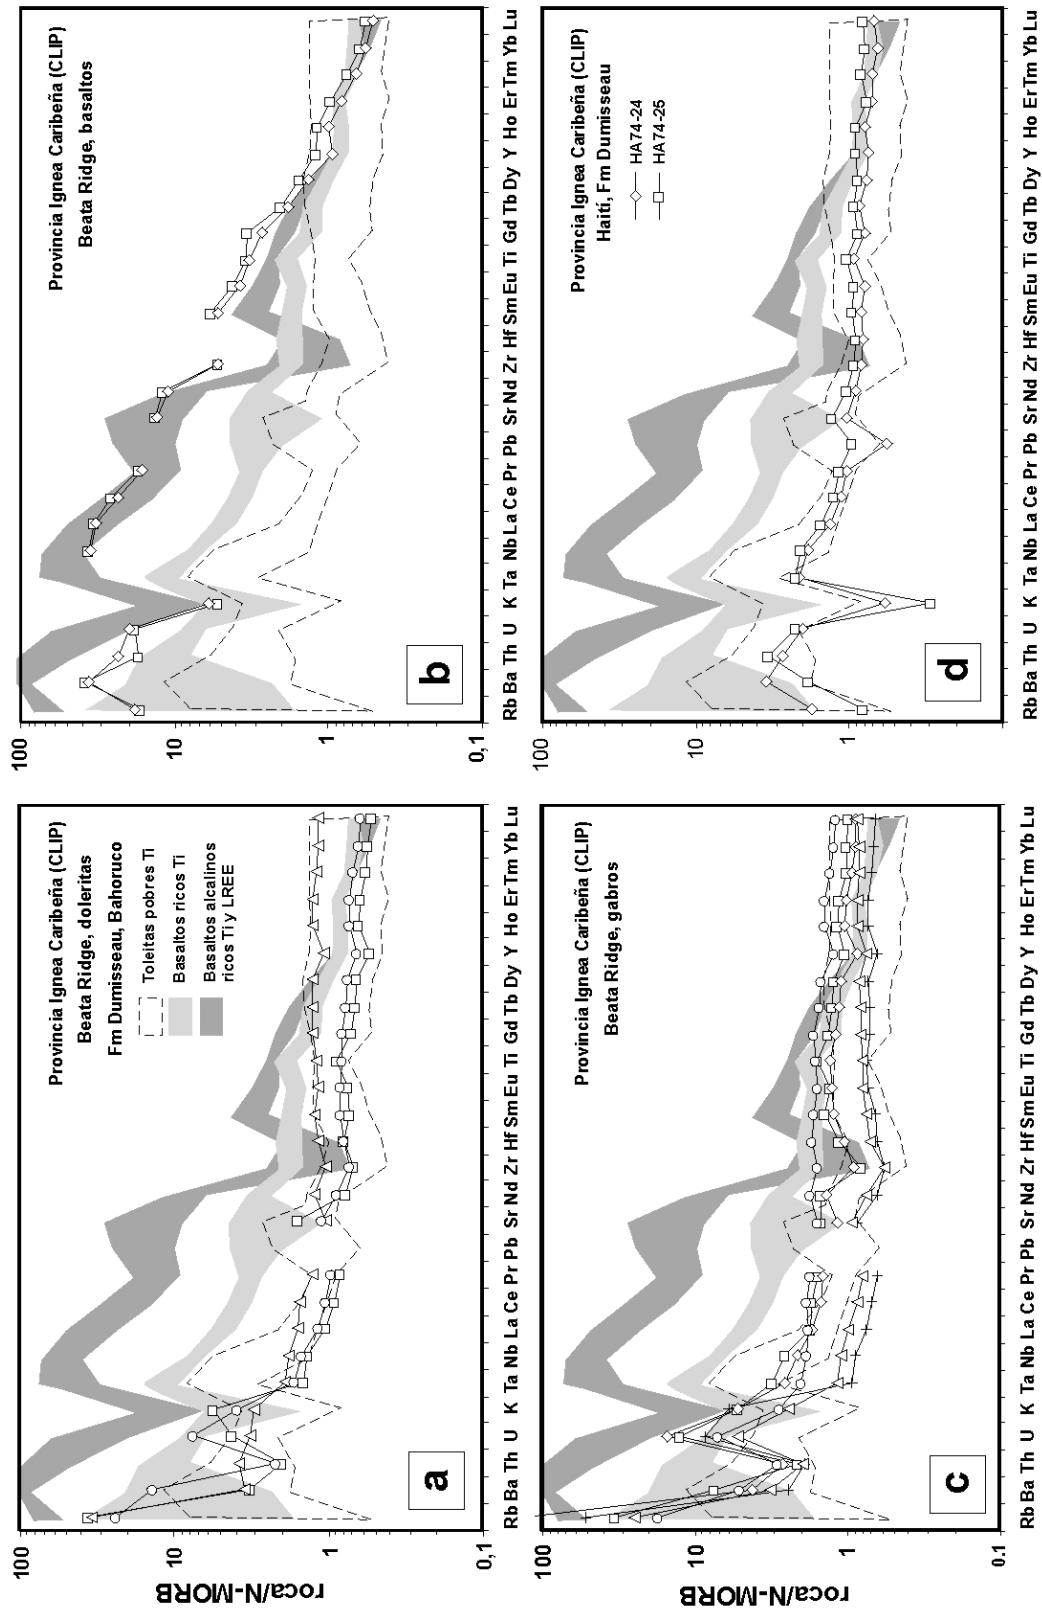 Provincia Ignea Caribeña (CLIP)
Beata Ridge, doleritas
Fm Dumisseau, Bahoruco
Toleitas pobres Ti
Basaltos ricos Ti
Basaltos alcalinos
ricos Ti y LREE
a
roca/N-MORB
100
10
1
0,1
Rb Ba Th U K Ta Nb La Ce Pr Pb Sr Nd Zr Hf Sm Eu Ti Gd Tb Dy Y Ho Er Tm Yb Lu
Provincia Ignea Caribeña (CLIP)
Beata Ridge, basaltos
b
100
10
1
0,1
Rb Ba Th U K Ta Nb La Ce Pr Pb Sr Nd Zr Hf Sm Eu Ti Gd Tb Dy Y Ho Er Tm Yb Lu
Provincia Ignea Caribeña (CLIP)
Beata Ridge, gabros
c
roca/N-MORB
100
10
1
0.1
Rb Ba Th U K Ta Nb La Ce Pr Pb Sr Nd Zr Hf Sm Eu Ti Gd Tb Dy Y Ho Er Tm Yb Lu
Provincia Ignea Caribeña (CLIP)
Haití, Fm Dumisseau
HA74-24
HA74-25
d
100
10
1
Rb Ba Th U K Ta Nb La Ce Pr Pb Sr Nd Zr Hf Sm Eu Ti Gd Tb Dy Y Ho Er Tm Yb Lu